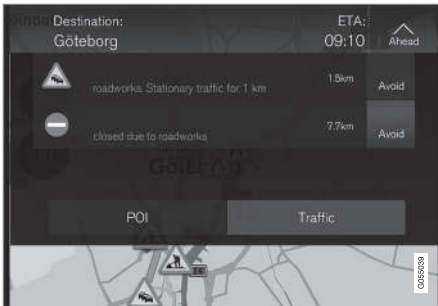 Destination:
Göteborg
ETA:
09:10
Ahead
roadworks Stationary traffic for 1 km
1.5km
Avoid
closed due to roadworks
7.7km
Avoid
POI
Traffic
G055039